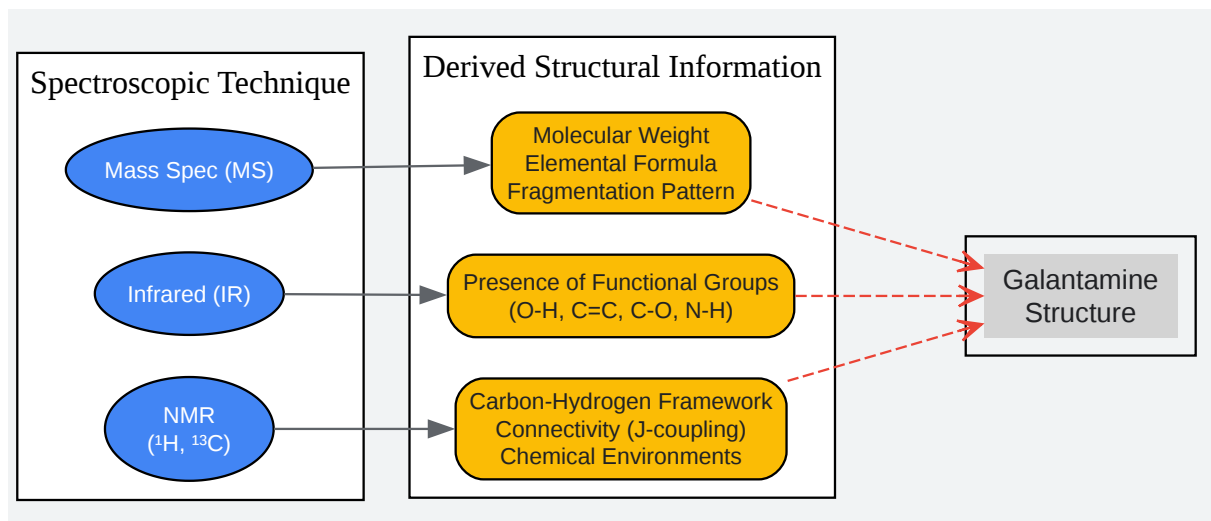 Spectroscopic Technique
Derived Structural Information
Mass Spec (MS)
Molecular Weight
Elemental Formula
Fragmentation Pattern
Infrared (IR)
Presence of Functional Groups
(O-H, C=C, C-O, N-H)
NMR
(¹H, ¹³C)
Carbon-Hydrogen Framework
Connectivity (J-coupling)
Chemical Environments
Galantamine
Structure